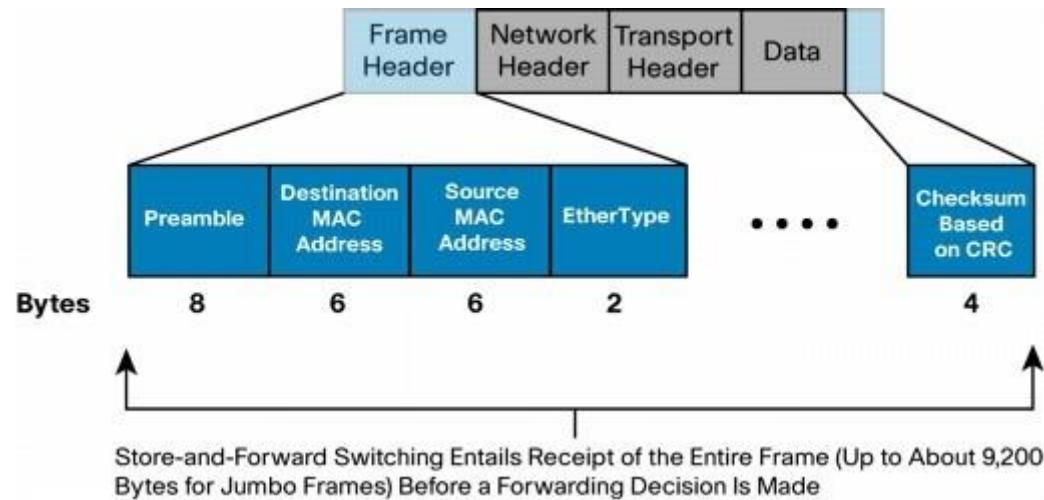 Frame Header
Network Header
Transport Header
Data
Preamble
Destination MAC Address
Source MAC Address
EtherType
Checksum Based on CRC
Bytes 8 6 6 2 4
Store-and-Forward Switching Entails Receipt of the Entire Frame (Up to About 9,200
Bytes for Jumbo Frames) Before a Forwarding Decision Is Made